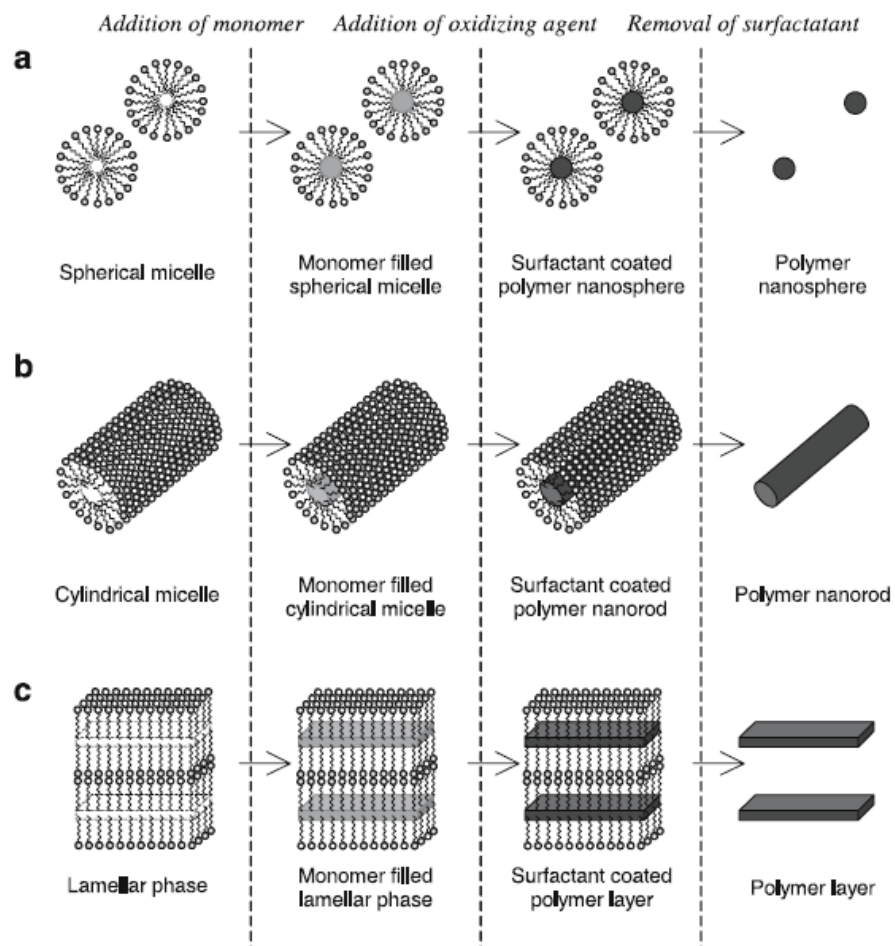 Addition of monomer
Addition of oxidizing agent
Removal of surfactatant
a
Spherical micelle
Monomer filled
spherical micelle
Surfactant coated
polymer nanosphere
Polymer
nanosphere
b
Cylindrical micelle
Monomer filled
cylindrical micelle
Surfactant coated
polymer nanorod
Polymer nanorod
c
Lamellar phase
Monomer filled
lamellar phase
Surfactant coated
polymer layer
Polymer layer